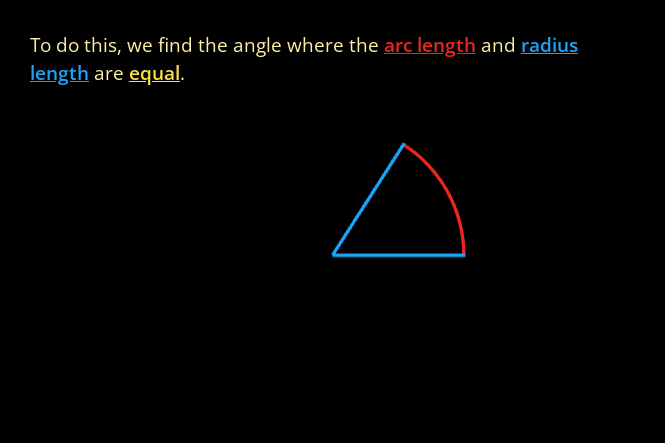 To do this, we find the angle where the arc length and radius
length are equal.